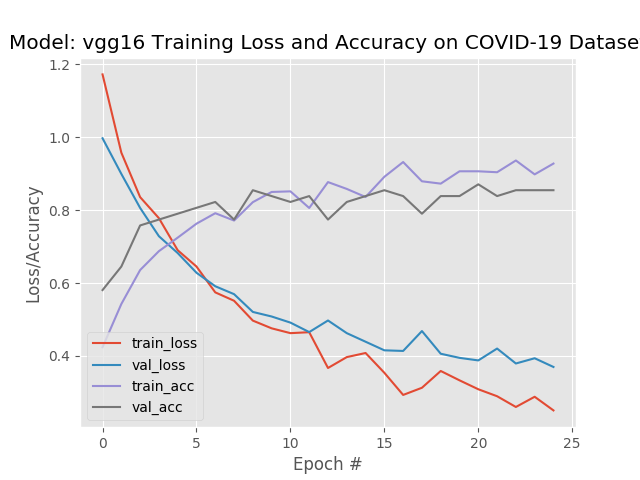 Model: vgg16 Training Loss and Accuracy on COVID-19 Datase
1.2
1.0
0.8
0.6
0.4
Loss/Accuracy
train_loss
val_loss
train_acc
val_acc
0
5
10
15
20
25
Epoch #